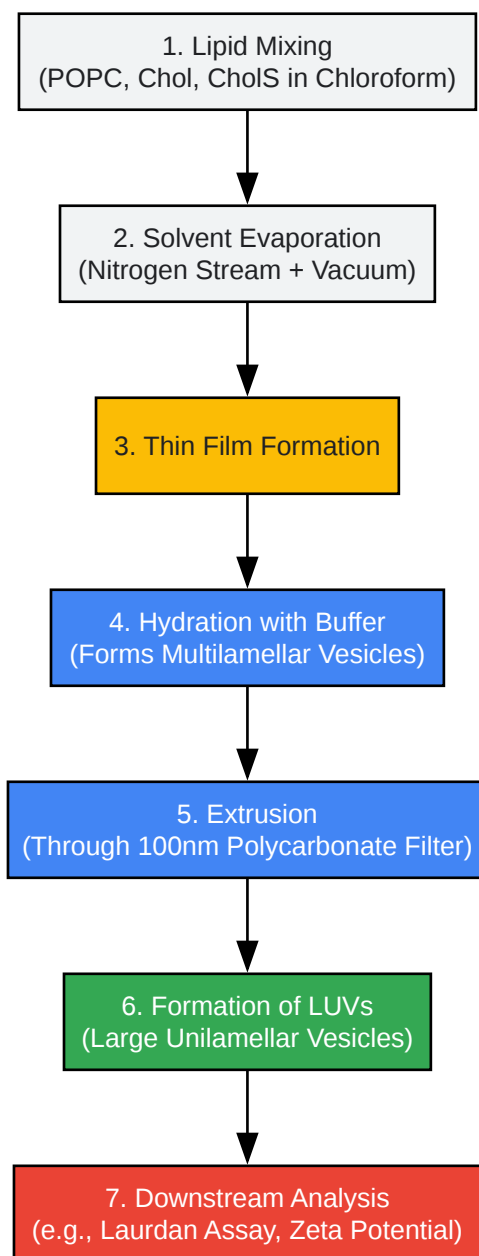 1. Lipid Mixing
(POPC, Chol, CholS in Chloroform)
2. Solvent Evaporation
(Nitrogen Stream + Vacuum)
3. Thin Film Formation
4. Hydration with Buffer
(Forms Multilamellar Vesicles)
5. Extrusion
(Through 100nm Polycarbonate Filter)
6. Formation of LUVs
(Large Unilamellar Vesicles)
7. Downstream Analysis
(e.g., Laurdan Assay, Zeta Potential)